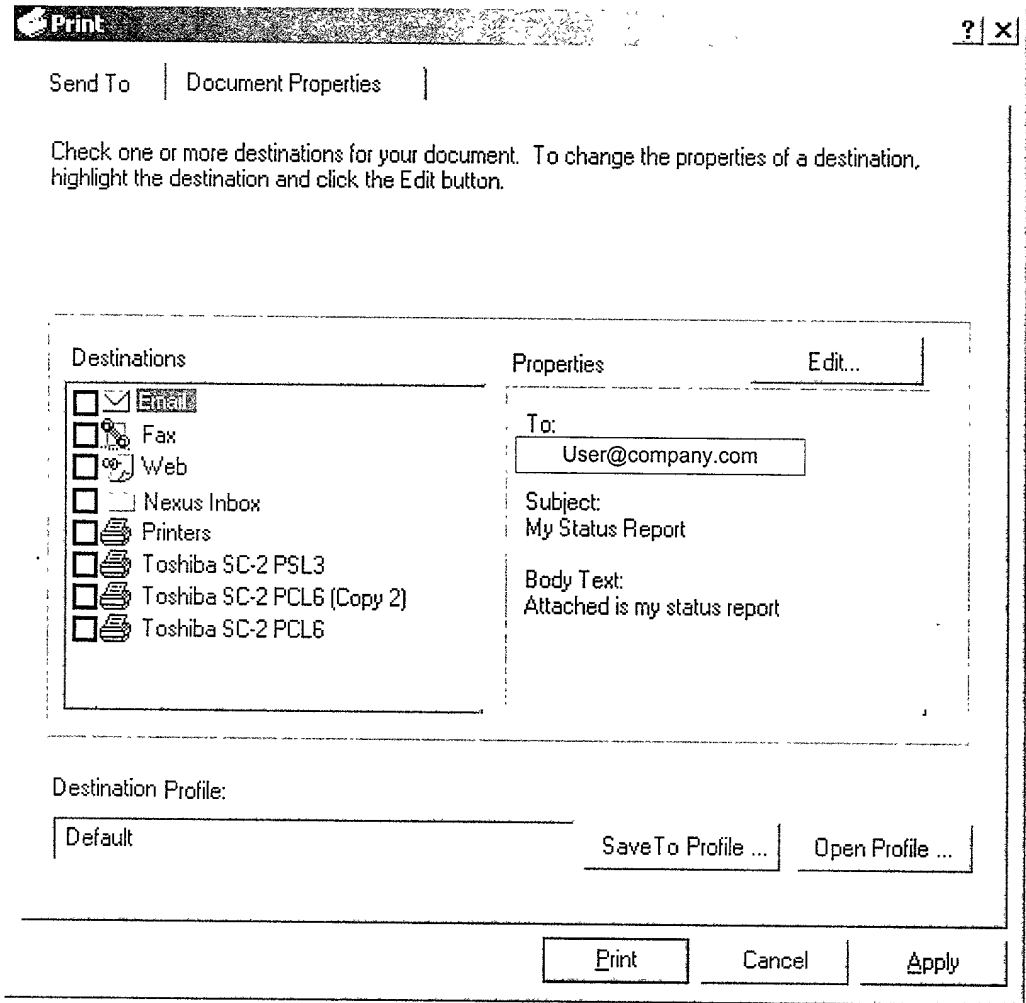 Print
? ×
Send To
Document Properties
Check one or more destinations for your document. To change the properties of a destination,
highlight the destination and click the Edit button.
Destinations
Properties
Edit...
Email
Fax
Web
Nexus Inbox
Printers
Toshiba SC-2 PSL3
Toshiba SC-2 PCL6 (Copy 2)
Toshiba SC-2 PCL6
To:
User@company.com
Subject:
My Status Report
Body Text:
Attached is my status report
Destination Profile:
Default
SaveTo Profile ...
Open Profile ...
Print
Cancel
Apply